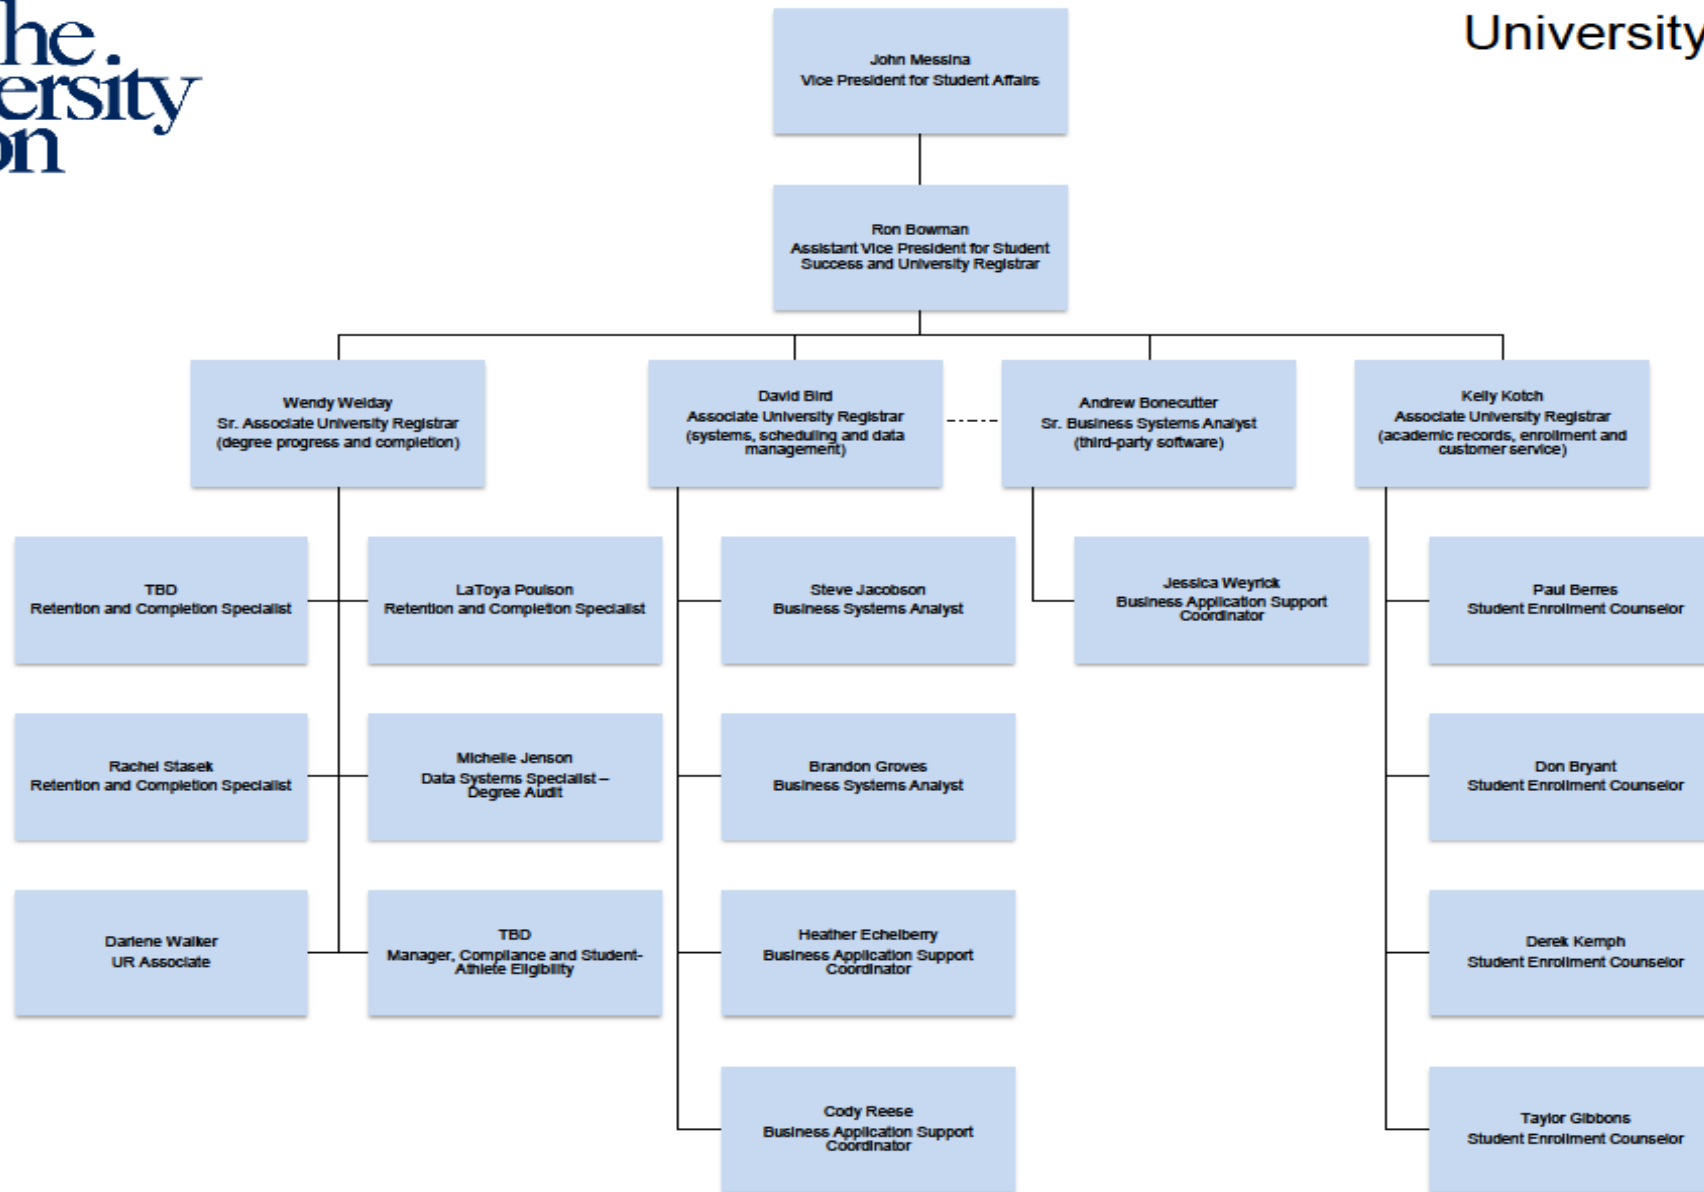 he
ersity
on
University
John Messina
Vice President for Student Affairs
Ron Bowman
Assistant Vice President for Student
Success and University Registrar
Wendy Welday
Sr. Associate University Registrar
(degree progress and completion)
David Bird
Associate University Registrar
(systems, scheduling and data
management)
Andrew Bonecutter
Sr. Business Systems Analyst
(third-party software)
Kelly Kotch
Associate University Registrar
(academic records, enrollment and
customer service)
TBD
Retention and Completion Specialist
LaToya Poulson
Retention and Completion Specialist
Steve Jacobson
Business Systems Analyst
Jessica Weyrick
Business Application Support
Coordinator
Paul Berres
Student Enrollment Counselor
Rachel Stasek
Retention and Completion Specialist
Michelle Jenson
Data Systems Specialist –
Degree Audit
Brandon Groves
Business Systems Analyst
Don Bryant
Student Enrollment Counselor
Darlene Walker
UR Associate
TBD
Manager, Compliance and Student-
Athlete Eligibility
Heather Echelberry
Business Application Support
Coordinator
Derek Kemph
Student Enrollment Counselor
Cody Reese
Business Application Support
Coordinator
Taylor Gibbons
Student Enrollment Counselor